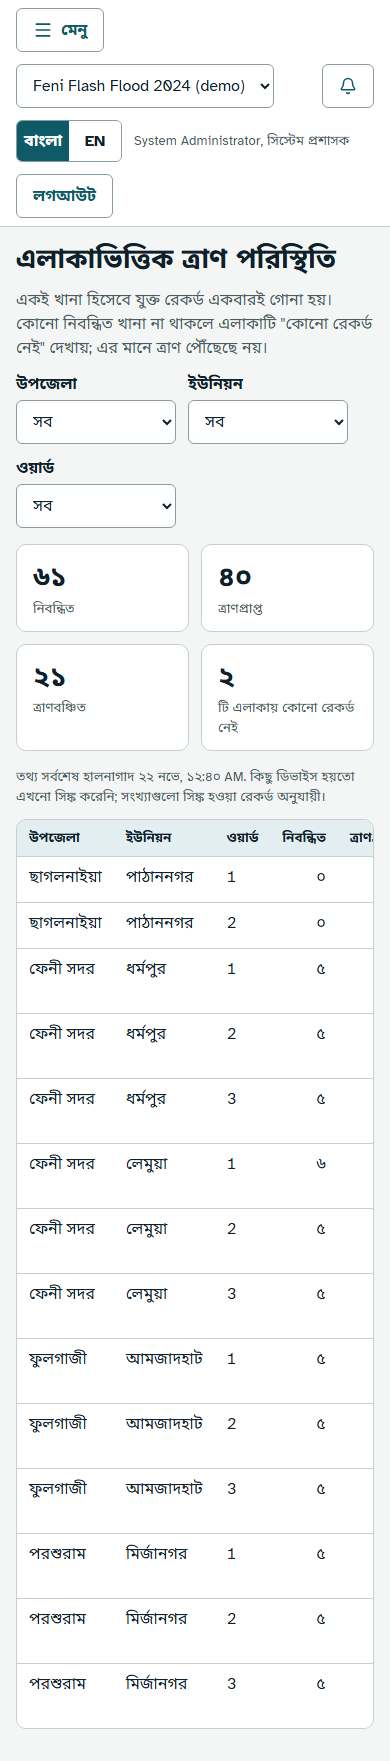 মেনু
Feni Flash Flood 2024 (demo)
বাংলা EN System Administrator, সিস্টেম প্রশাসক
লগআউট
এলাকাভিত্তিক ত্রাণ পরিস্থিতি
একই খানা হিসেবে যুক্ত রেকর্ড একবারই গোনা হয়।
কোনো নিবন্ধিত খানা না থাকলে এলাকাটি "কোনো রেকর্ড
নেই" দেখায়; এর মানে ত্রাণ পৌঁছেছে নয়।
উপজেলা ইউনিয়ন
সব সব
ওয়ার্ড
সব
৬১ ৪০
নিবন্ধিত ত্রাণপ্রাপ্ত
২১ ২
ত্রাণবঞ্চিত টি এলাকায় কোনো রেকর্ড
নেই
তথ্য সর্বশেষ হালনাগাদ ২২ নভে, ১২:৪০ AM. কিছু ডিভাইস হয়তো
এখনো সিঙ্ক করেনি; সংখ্যাগুলো সিঙ্ক হওয়া রেকর্ড অনুযায়ী।
উপজেলা ইউনিয়ন ওয়ার্ড নিবন্ধিত
ছাগলনাইয়া পাঠাননগর 1 ০
ছাগলনাইয়া পাঠাননগর 2 ০
ফেনী সদর ধর্মপুর 1 ৫
ফেনী সদর ধর্মপুর 2 ৫
ফেনী সদর ধর্মপুর 3 ৫
ফেনী সদর লেমুয়া 1 ৬
ফেনী সদর লেমুয়া 2 ৫
ফেনী সদর লেমুয়া 3 ৫
ফুলগাজী আমজাদহাট 1 ৫
ফুলগাজী আমজাদহাট 2 ৫
ফুলগাজী আমজাদহাট 3 ৫
পরশুরাম মির্জানগর 1 ৫
পরশুরাম মির্জানগর 2 ৫
পরশুরাম মির্জানগর 3 ৫